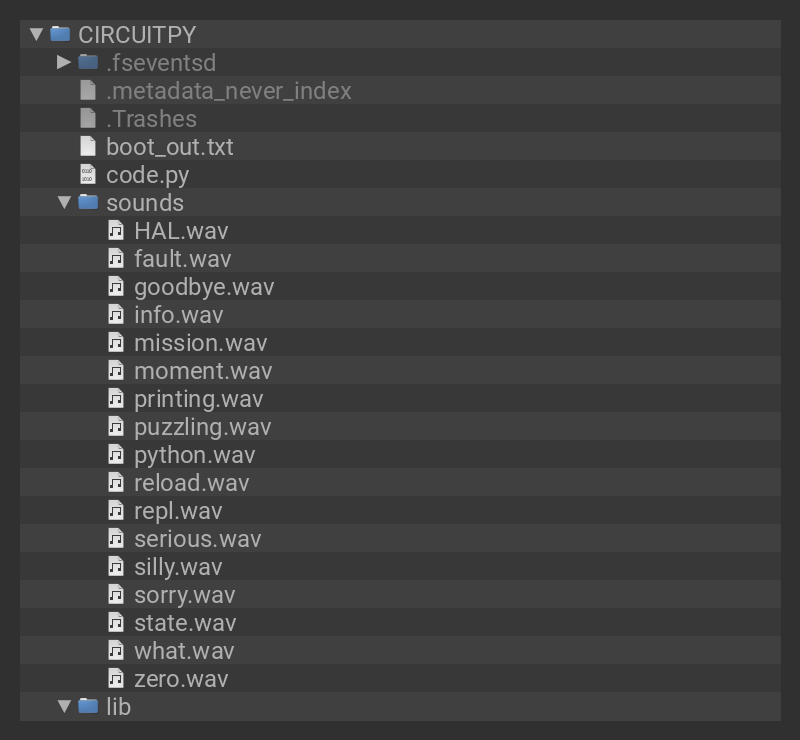 CIRCUITPY
.fseventsd
.metadata_never_index
.Trashes
boot_out.txt
code.py
sounds
HAL.wav
fault.wav
goodbye.wav
info.wav
mission.wav
moment.wav
printing.wav
puzzling.wav
python.wav
reload.wav
repl.wav
serious.wav
silly.wav
sorry.wav
state.wav
what.wav
zero.wav
lib